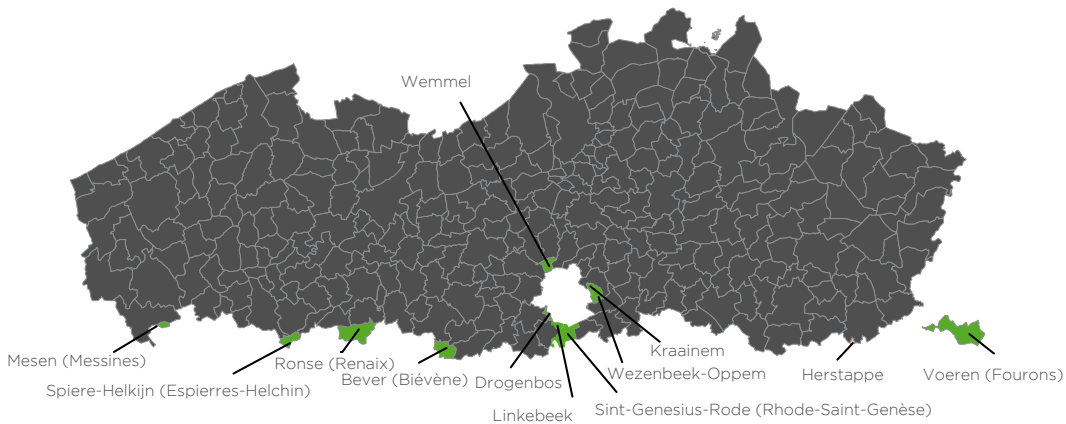 Wemmel
Kraainem
Mesen (Messines)
Ronse (Renaix)
Wezenbeek-Oppem
Herstappe
Voeren (Fourons)
Bever (Biévène)
Drogenbos
Spiere-Helkijn (Espierres-Helchin)
Linkebeek
Sint-Genesius-Rode (Rhode-Saint-Genèse)